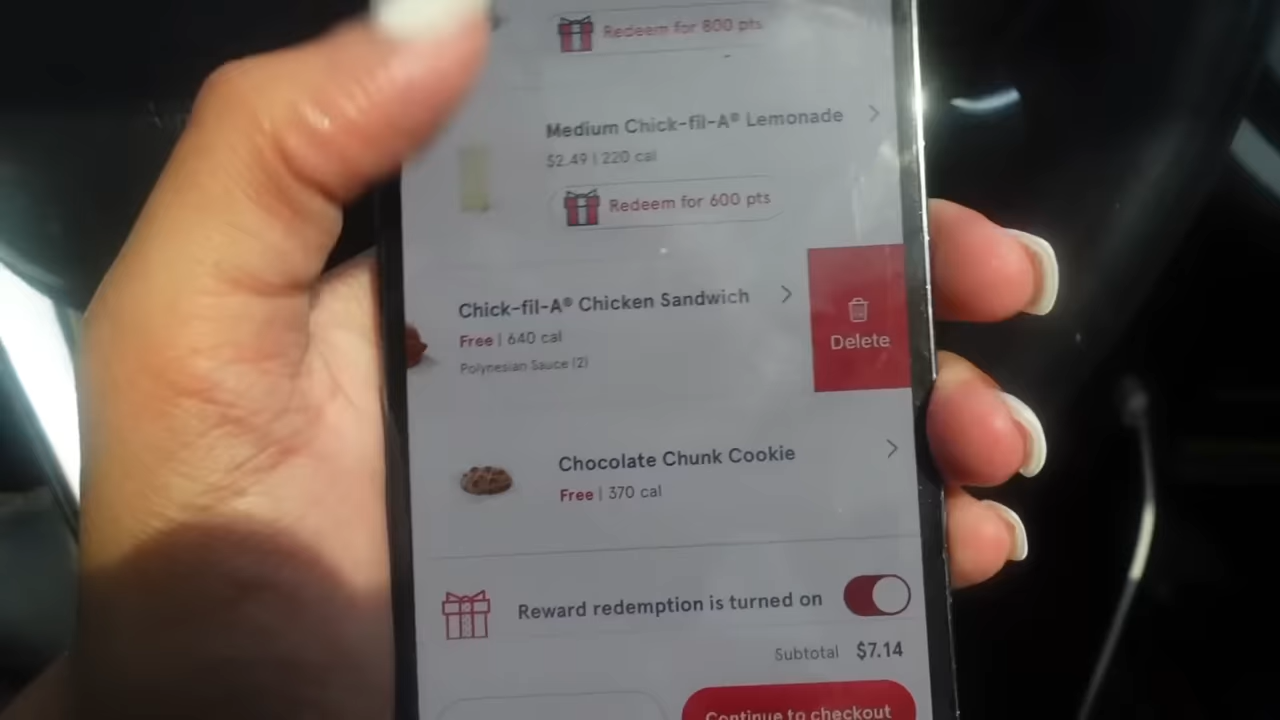 Redeem for 800 pts
Medium Chick-fil-A® Lemonade
$2.49 | 220 cal
Redeem for 600 pts
Chick-fil-A® Chicken Sandwich
Free | 640 cal
Polynesian Sauce (2)
Delete
Chocolate Chunk Cookie
Free | 370 cal
Reward redemption is turned on
Subtotal $7.14
Continue to checkout